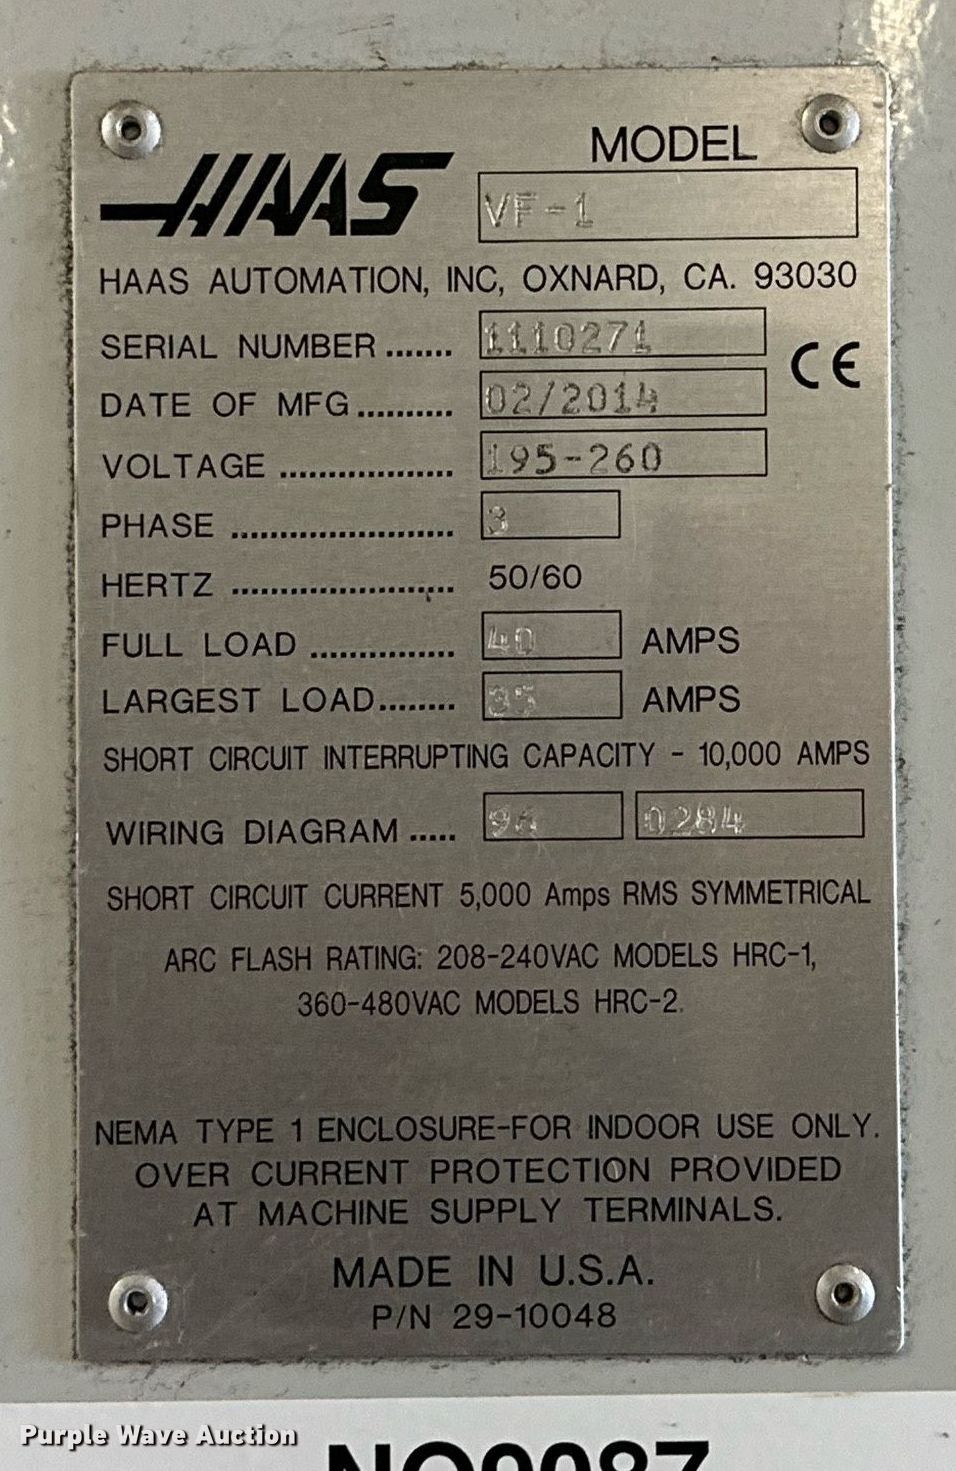 HAAS
MODEL
VF-1
HAAS AUTOMATION, INC, OXNARD, CA. 93030
SERIAL NUMBER ....... 1110271
CE
DATE OF MFG .......... 02/2014
VOLTAGE .................. 195-260
PHASE ....................... 3
HERTZ ....................... 50/60
FULL LOAD ............... 40 AMPS
LARGEST LOAD........ 35 AMPS
SHORT CIRCUIT INTERRUPTING CAPACITY - 10,000 AMPS
WIRING DIAGRAM ..... 9A 0284
SHORT CIRCUIT CURRENT 5,000 Amps RMS SYMMETRICAL
ARC FLASH RATING: 208-240VAC MODELS HRC-1,
360-480VAC MODELS HRC-2.
NEMA TYPE 1 ENCLOSURE-FOR INDOOR USE ONLY.
OVER CURRENT PROTECTION PROVIDED
AT MACHINE SUPPLY TERMINALS.
MADE IN U.S.A.
P/N 29-10048
Purple Wave Auction